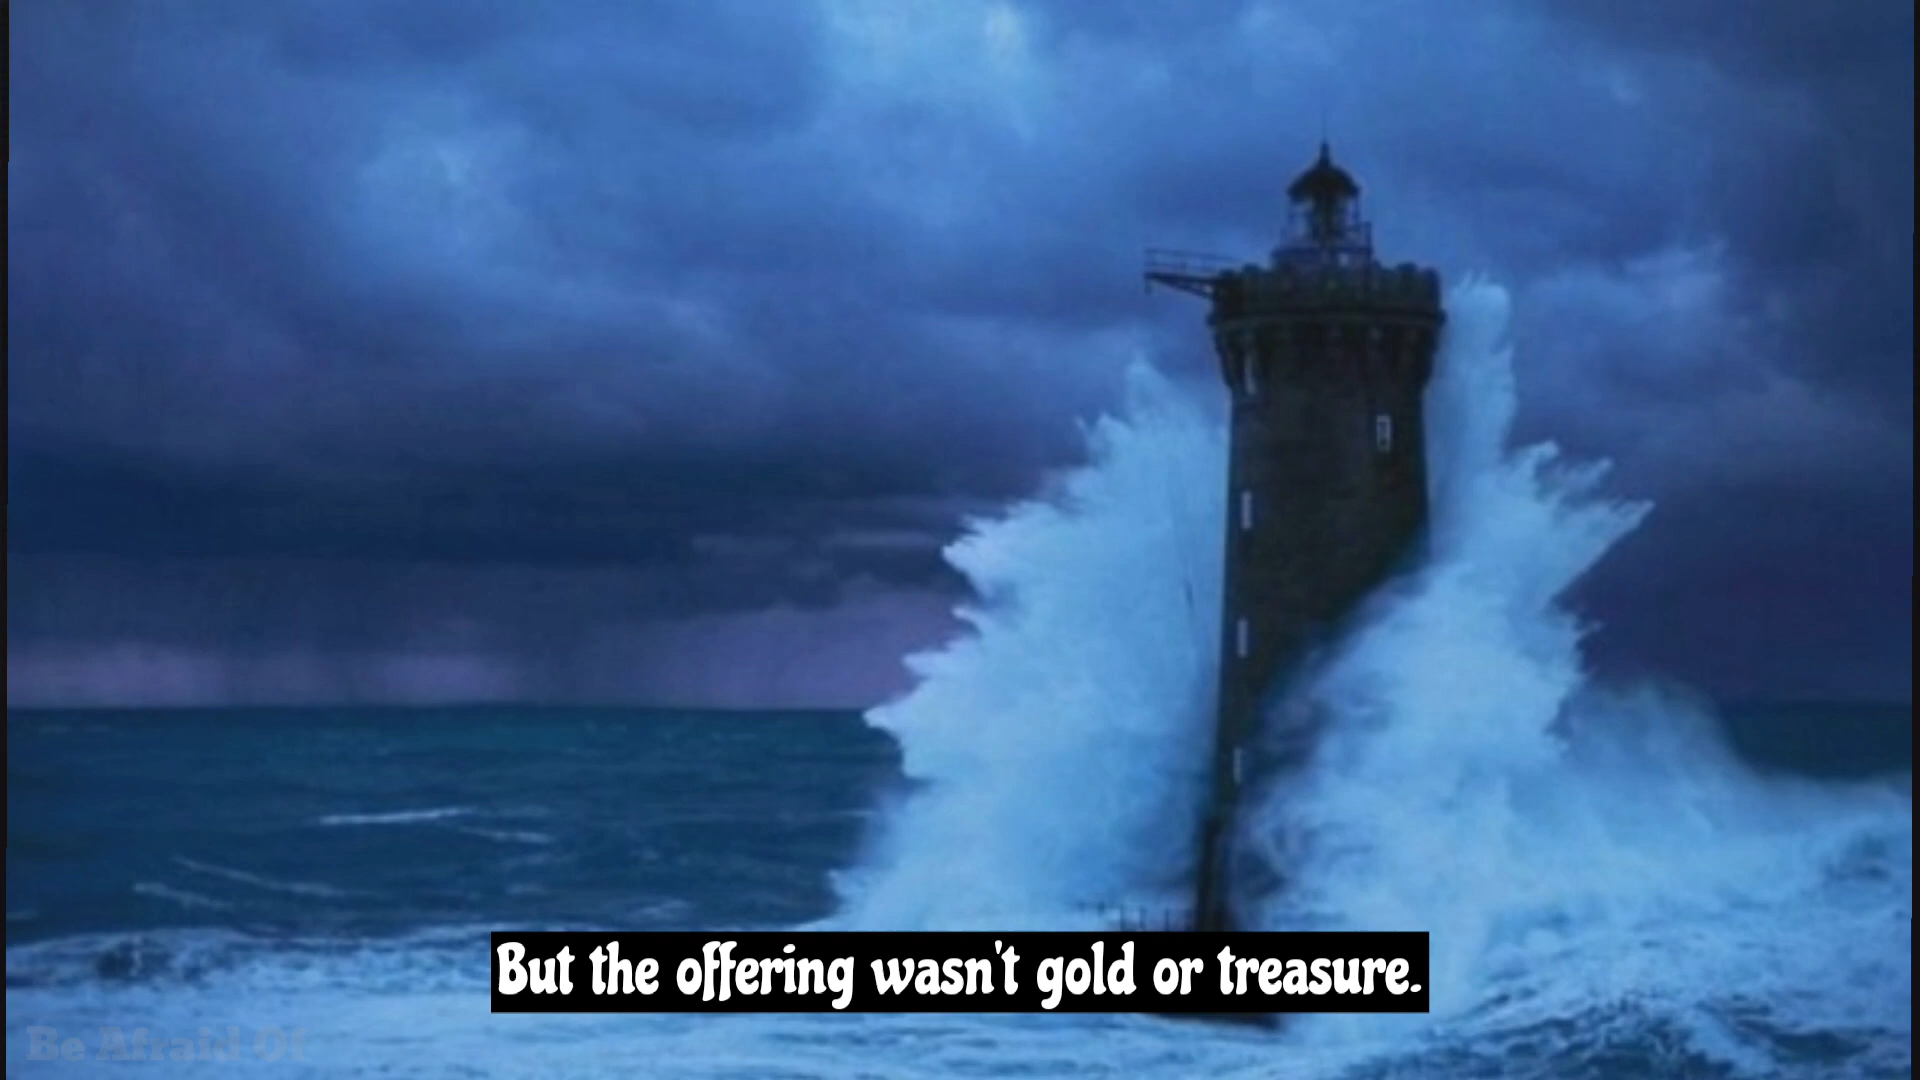 But the offering wasn't gold or treasure.
Be Afraid Of